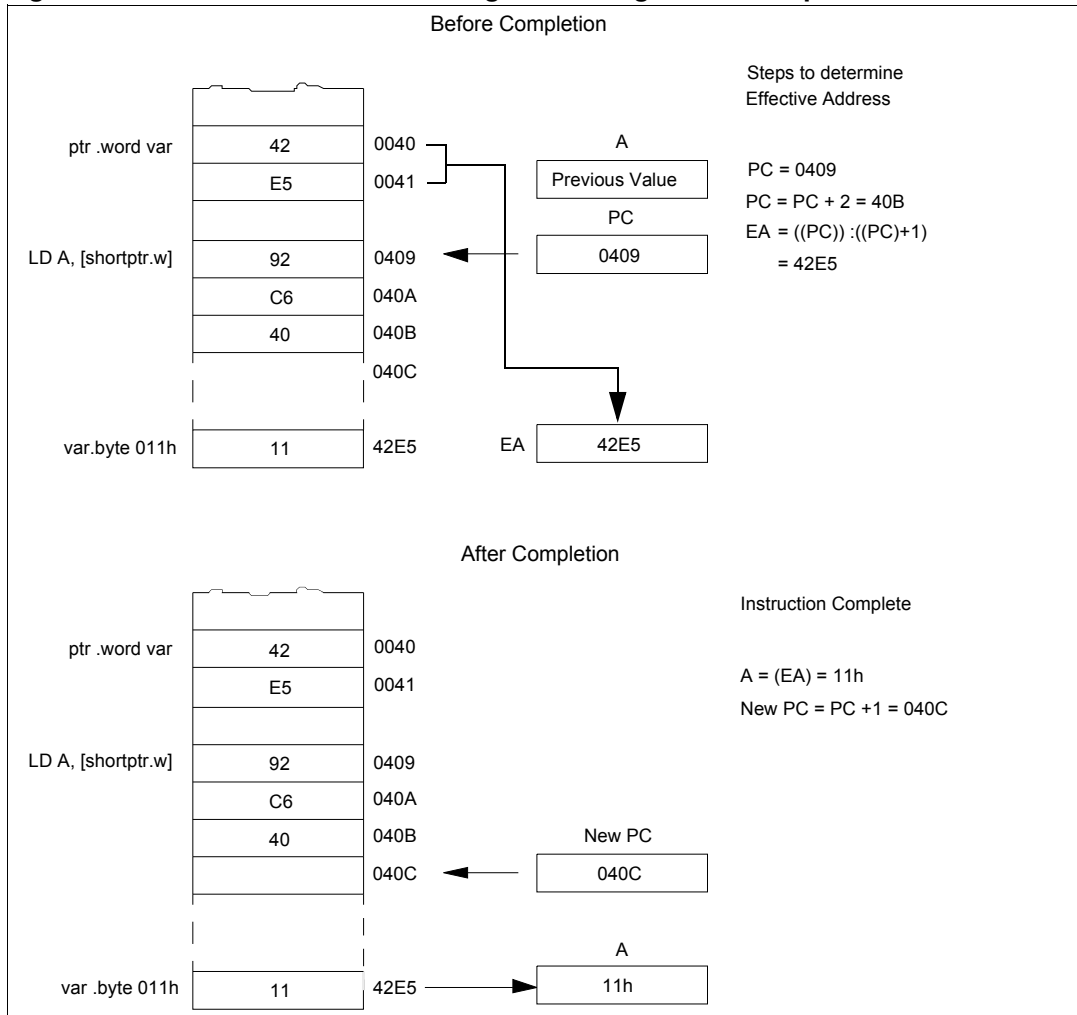 Before Completion
Steps to determine
Effective Address
ptr .word var 42 0040 A
E5 0041 Previous Value PC = 0409
PC PC = PC + 2 = 40B
LD A, [shortptr.w] 92 0409 0409 EA = ((PC)) :((PC)+1)
= 42E5
C6 040A
40 040B
040C
var.byte 011h 11 42E5 EA 42E5
After Completion
Instruction Complete
ptr .word var 42 0040
E5 0041 A = (EA) = 11h
New PC = PC +1 = 040C
LD A, [shortptr.w] 92 0409
C6 040A
40 040B New PC
040C 040C
A
var .byte 011h 11 42E5 11h